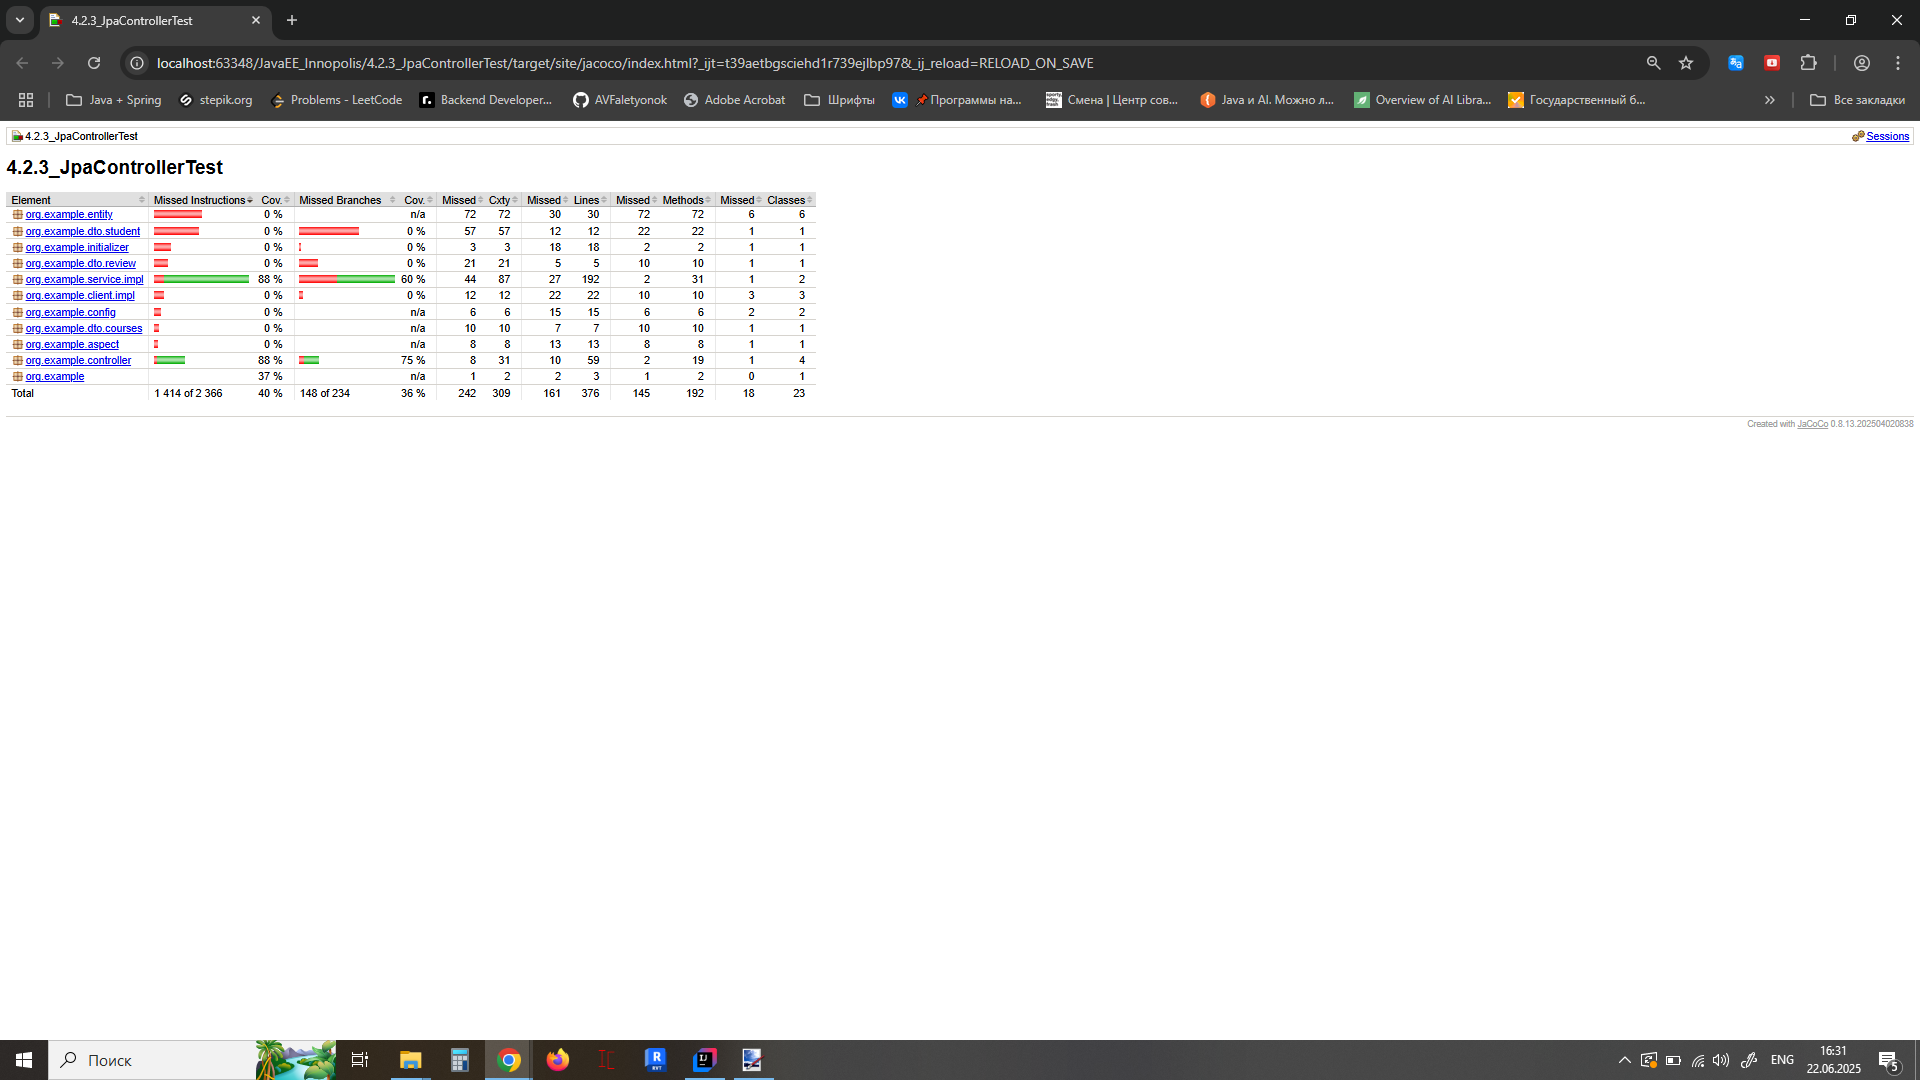 4.2.3_JpaControllerTest
localhost:63348/JavaEE_Innopolis/4.2.3_JpaControllerTest/target/site/jacoco/index.html?_ijt=t39aetbgsciehd1r739ejlbp97&_ij_reload=RELOAD_ON_SAVE
Java + Spring stepik.org Problems - LeetCode Backend Developer... AVFaletyonok Adobe Acrobat Шрифты Программы на... Смена | Центр сов... Java и AI. Можно л... Overview of AI Libra... Государственный б... » Все закладки
4.2.3_JpaControllerTest Sessions
4.2.3_JpaControllerTest
Element Missed Instructions Cov. Missed Branches Cov. Missed Cxty Missed Lines Missed Methods Missed Classes
org.example.entity 0 % n/a 72 72 30 30 72 72 6 6
org.example.dto.student 0 % 0 % 57 57 12 12 22 22 1 1
org.example.initializer 0 % 0 % 3 3 18 18 2 2 1 1
org.example.dto.review 0 % 0 % 21 21 5 5 10 10 1 1
org.example.service.impl 88 % 60 % 44 87 27 192 2 31 1 2
org.example.client.impl 0 % 0 % 12 12 22 22 10 10 3 3
org.example.config 0 % n/a 6 6 15 15 6 6 2 2
org.example.dto.courses 0 % n/a 10 10 7 7 10 10 1 1
org.example.aspect 0 % n/a 8 8 13 13 8 8 1 1
org.example.controller 88 % 75 % 8 31 10 59 2 19 1 4
org.example 37 % n/a 1 2 2 3 1 2 0 1
Total 1 414 of 2 366 40 % 148 of 234 36 % 242 309 161 376 145 192 18 23
Created with JaCoCo 0.8.13.202504020838
Поиск
ENG
16:31
22.06.2025
5